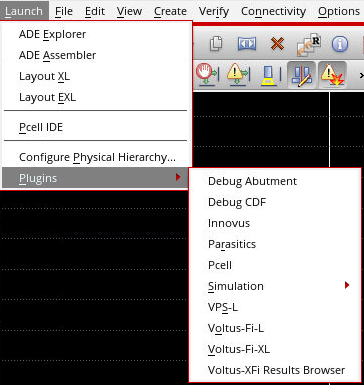 Launch File Edit View Create Verify Connectivity Options
ADE Explorer
ADE Assembler
Layout XL
Layout EXL
Pcell IDE
Configure Physical Hierarchy...
Plugins
Debug Abutment
Debug CDF
Innovus
Parasitics
Pcell
Simulation
VPS-L
Voltus-Fi-L
Voltus-Fi-XL
Voltus-XFi Results Browser